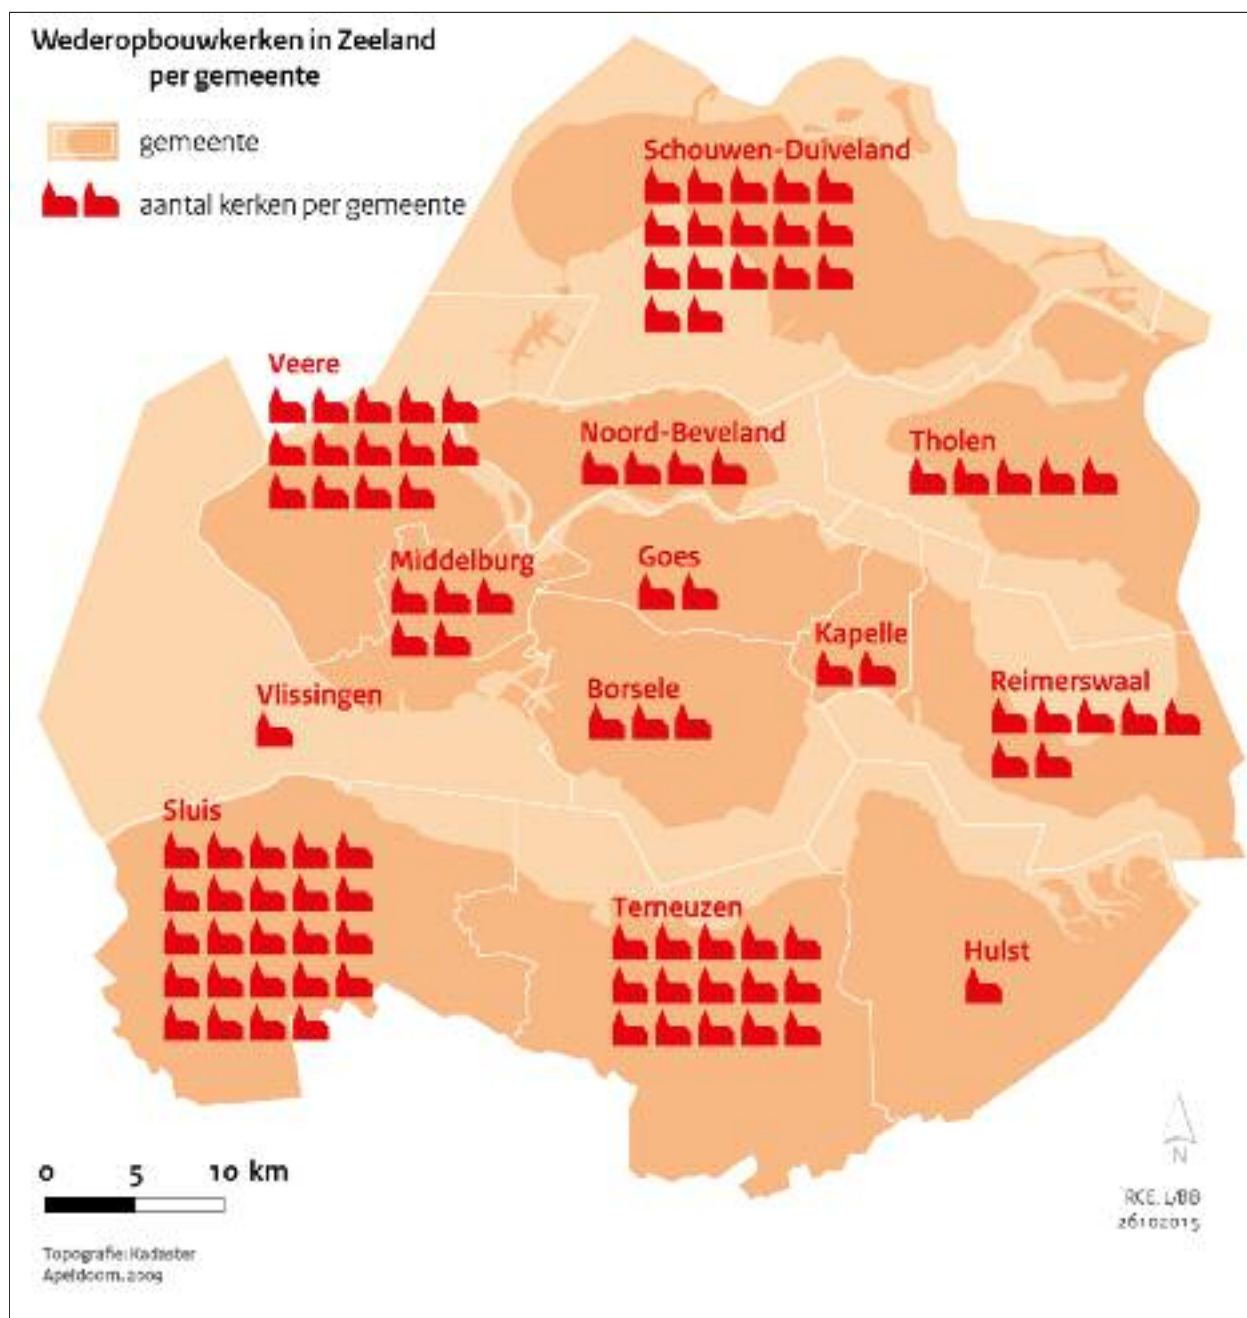 Wederopbouwkerken in Zeeland
per gemeente
gemeente
aantal kerken per gemeente
Schouwen-Duiveland
Veere
Noord-Beveland
Tholen
Middelburg
Goes
Kapelle
Vlissingen
Borsele
Reimerswaal
Sluis
Terneuzen
Hulst
0 5 10 km
N
RCE, L/BB
26102015
Topografie: Kadaster
Apeldoorn, 2009